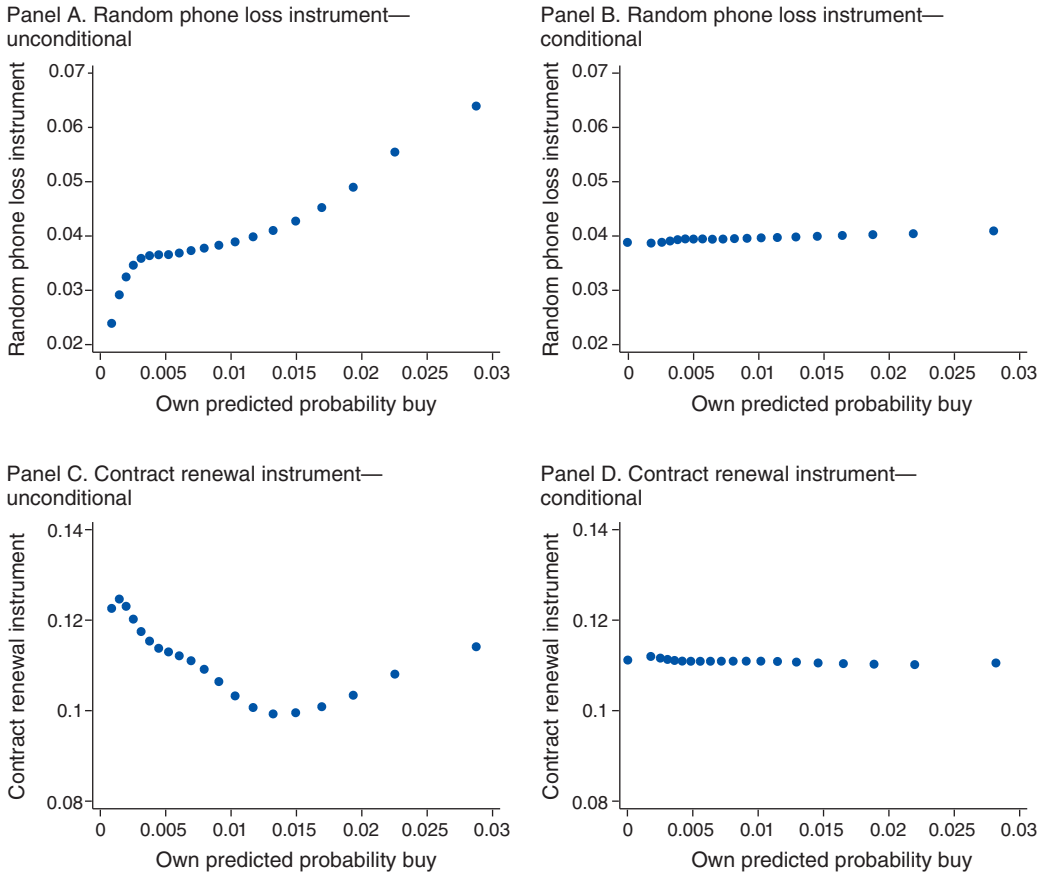 Panel A. Random phone loss instrument—
unconditional
Random phone loss instrument
0.07
0.06
0.05
0.04
0.03
0.02
0 0.005 0.01 0.015 0.02 0.025 0.03
Own predicted probability buy
Panel B. Random phone loss instrument—
conditional
Random phone loss instrument
0.07
0.06
0.05
0.04
0.03
0.02
0 0.005 0.01 0.015 0.02 0.025 0.03
Own predicted probability buy
Panel C. Contract renewal instrument—
unconditional
Contract renewal instrument
0.14
0.12
0.1
0.08
0 0.005 0.01 0.015 0.02 0.025 0.03
Own predicted probability buy
Panel D. Contract renewal instrument—
conditional
Contract renewal instrument
0.14
0.12
0.1
0.08
0 0.005 0.01 0.015 0.02 0.025 0.03
Own predicted probability buy